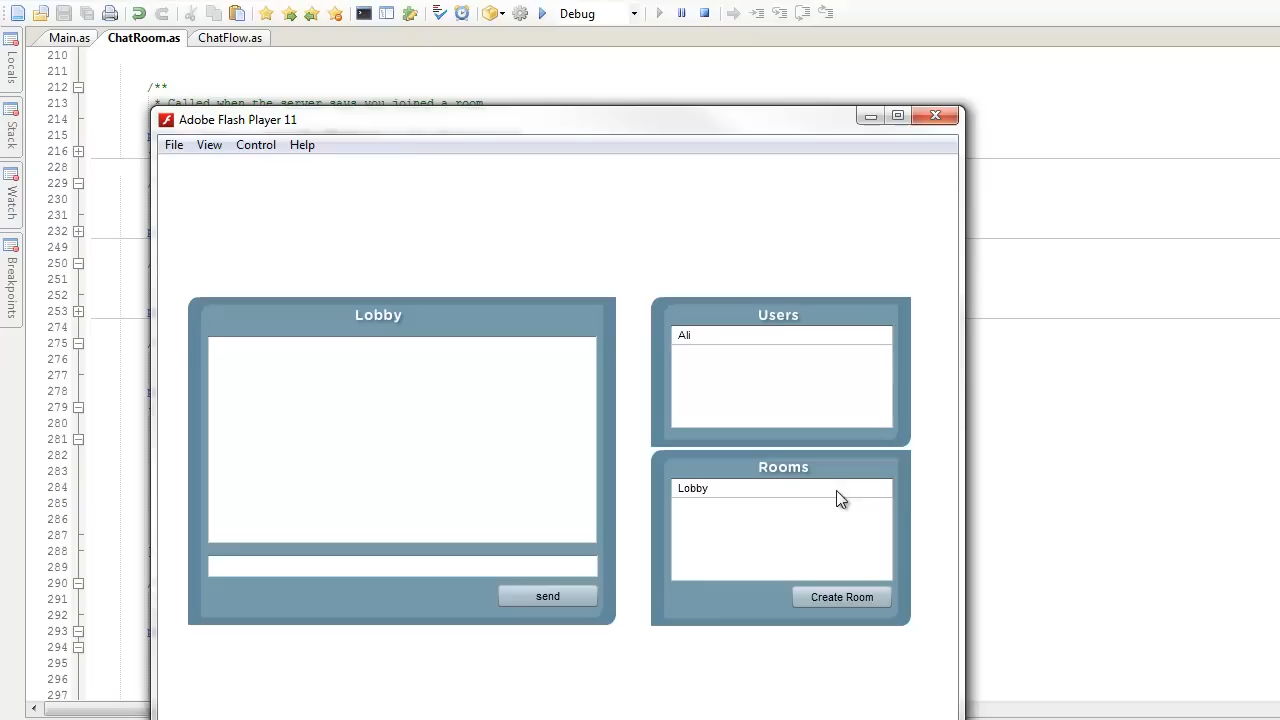 Debug
Main.as ChatRoom.as ChatFlow.as
Locals
Stack
Watch
Breakpoints
210
211
212 /**
213 * Called when the server says you joined a room
214
215
216
228
229
230
231
232
247
249
250
251
252
253
274
275
276
277
278
279
280
281
282
283
284
285
286
287
288
289
290
291
292
293
294
295
296
297
Adobe Flash Player 11
File View Control Help
Lobby
send
Users
Ali
Rooms
Lobby
Create Room